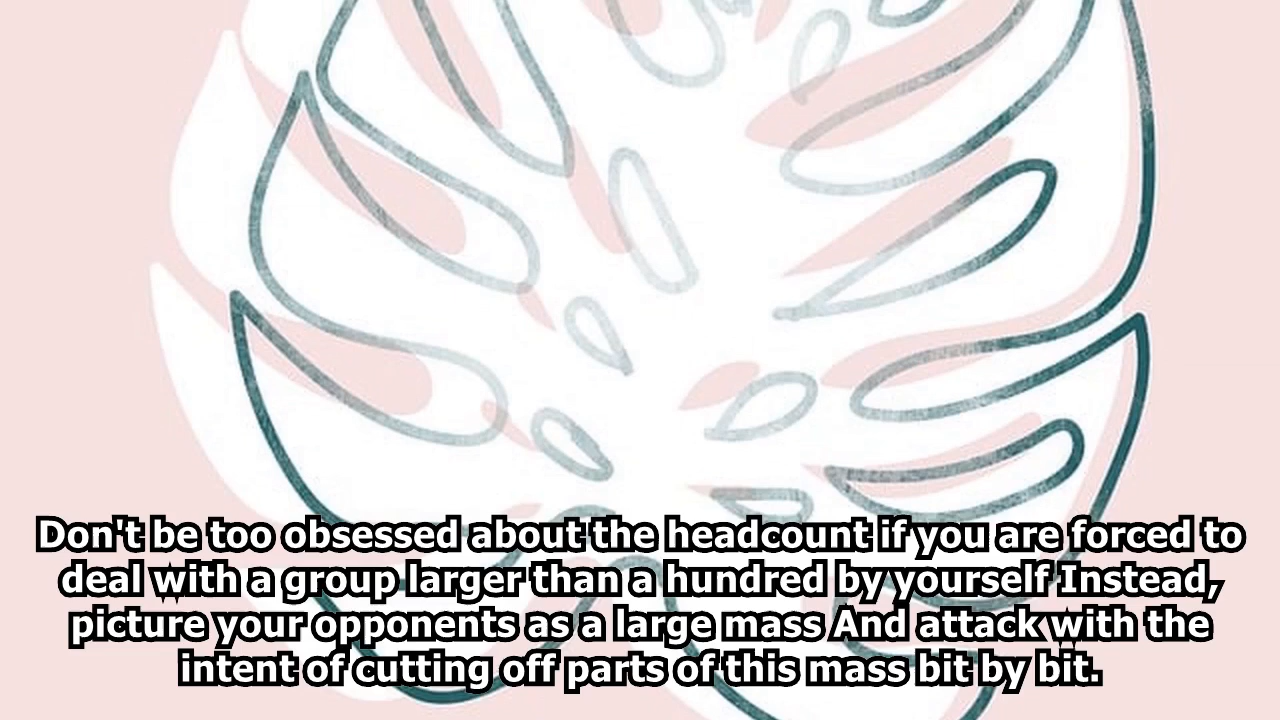 Don't be too obsessed about the headcount if you are forced to
deal with a group larger than a hundred by yourself Instead,
picture your opponents as a large mass And attack with the
intent of cutting off parts of this mass bit by bit.